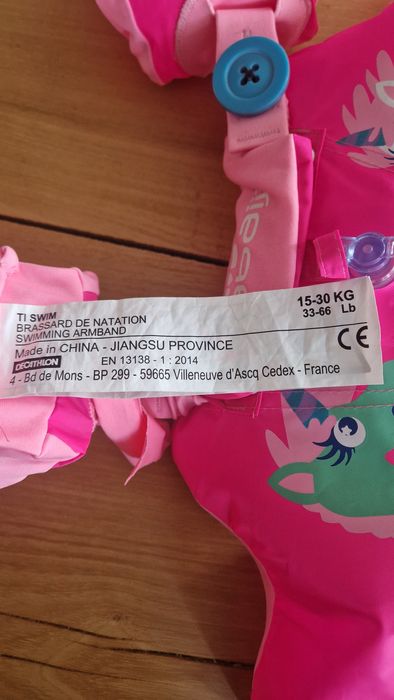 TI SWIM
BRASSARD DE NATATION
SWIMMING ARMBAND
Made in CHINA - JIANGSU PROVINCE
DECATHLON EN 13138 - 1 : 2014
4 - Bd de Mons - BP 299 - 59665 Villeneuve d'Ascq Cedex - France
15-30 KG
33-66 Lb
CE